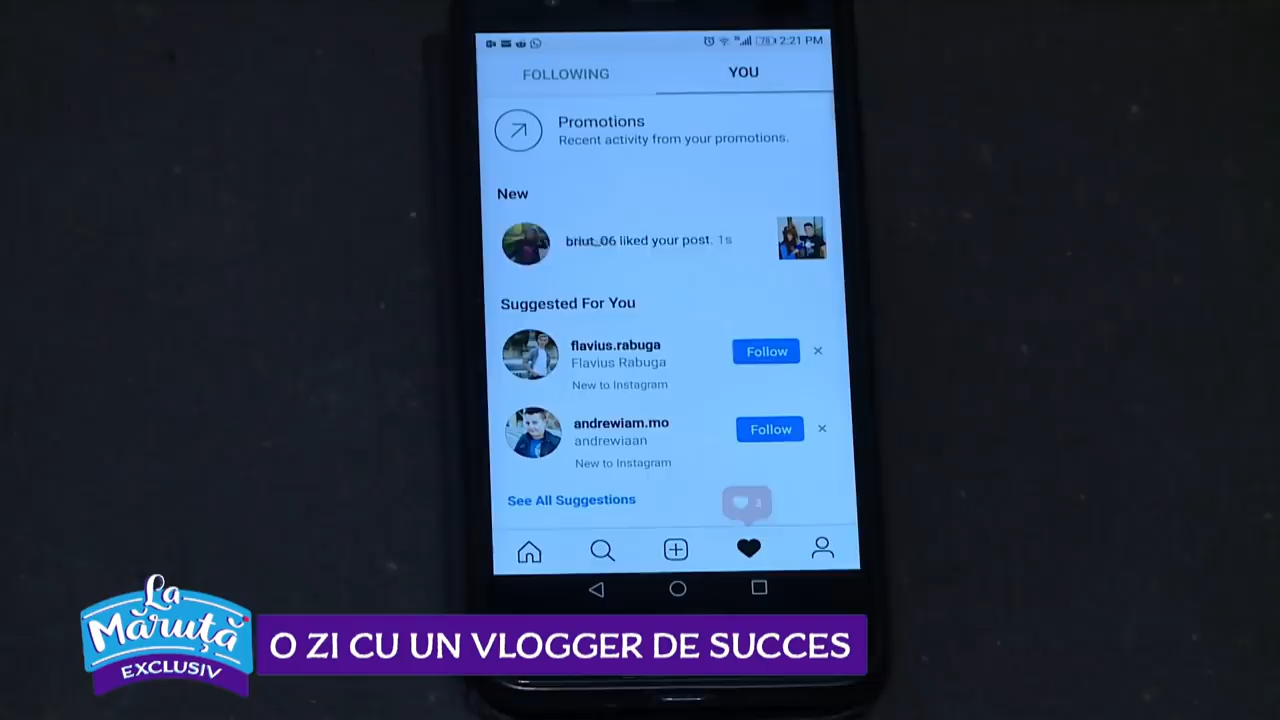 78 2:21 PM
FOLLOWING YOU
Promotions
Recent activity from your promotions.
New
briut_06 liked your post. 1s
Suggested For You
flavius.rabuga
Flavius Rabuga
New to Instagram
Follow ×
andrewiam.mo
andrewiaan
New to Instagram
Follow ×
See All Suggestions
3
La
Măruță
EXCLUSIV
O ZI CU UN VLOGGER DE SUCCES